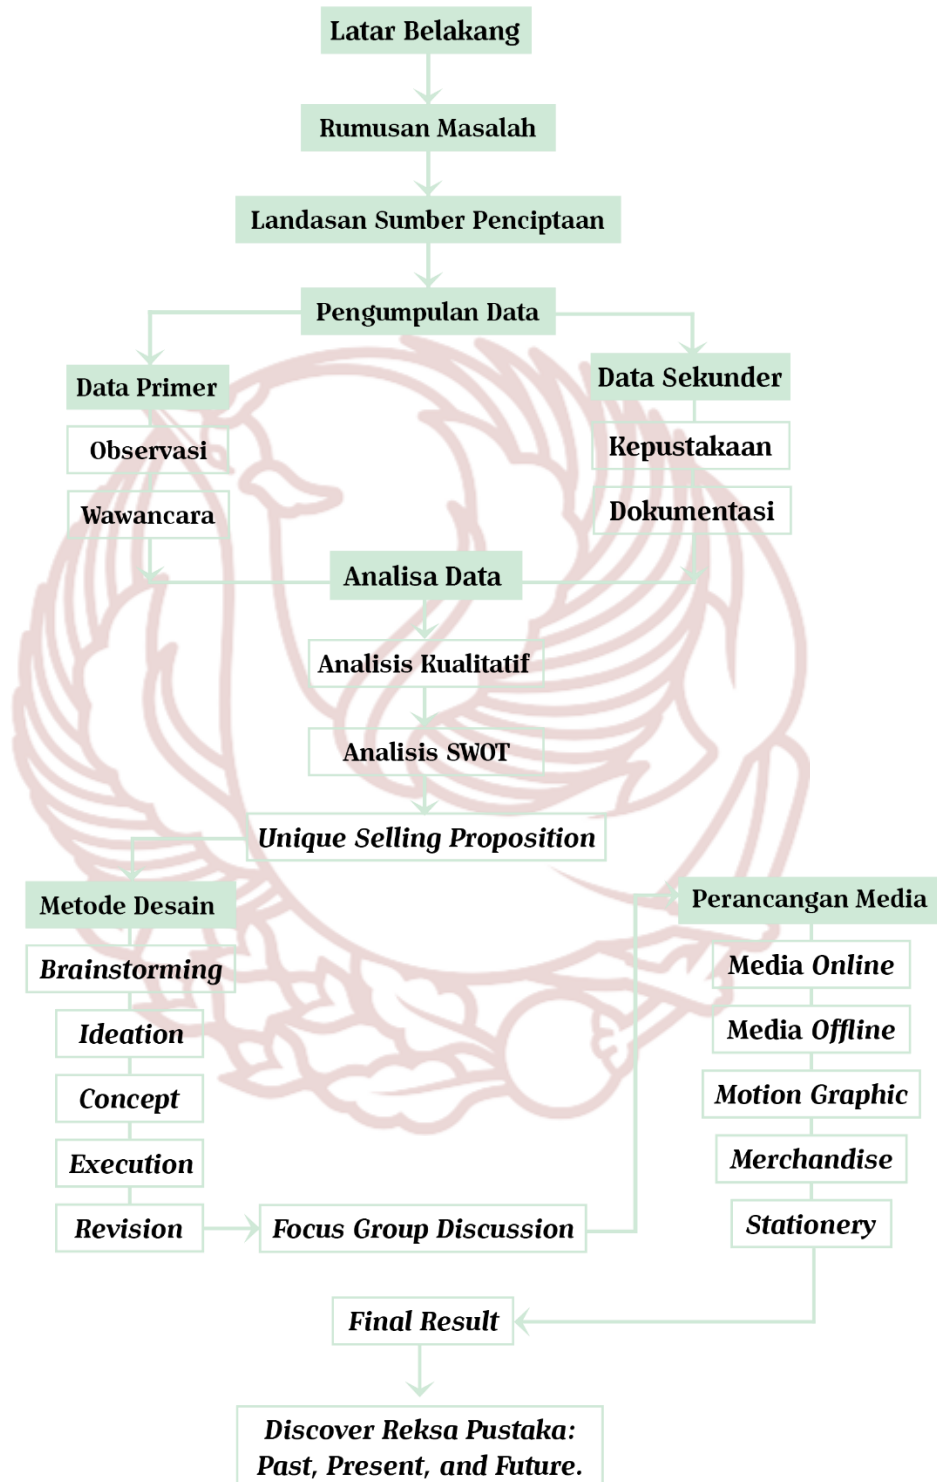 Latar Belakang
Rumusan Masalah
Landasan Sumber Penciptaan
Pengumpulan Data
Data Primer
Observasi
Wawancara
Data Sekunder
Kepustakaan
Dokumentasi
Analisa Data
Analisis Kualitatif
Analisis SWOT
Unique Selling Proposition
Metode Desain
Brainstorming
Ideation
Concept
Execution
Revision
Focus Group Discussion
Perancangan Media
Media Online
Media Offline
Motion Graphic
Merchandise
Stationery
Final Result
Discover Reksa Pustaka:
Past, Present, and Future.